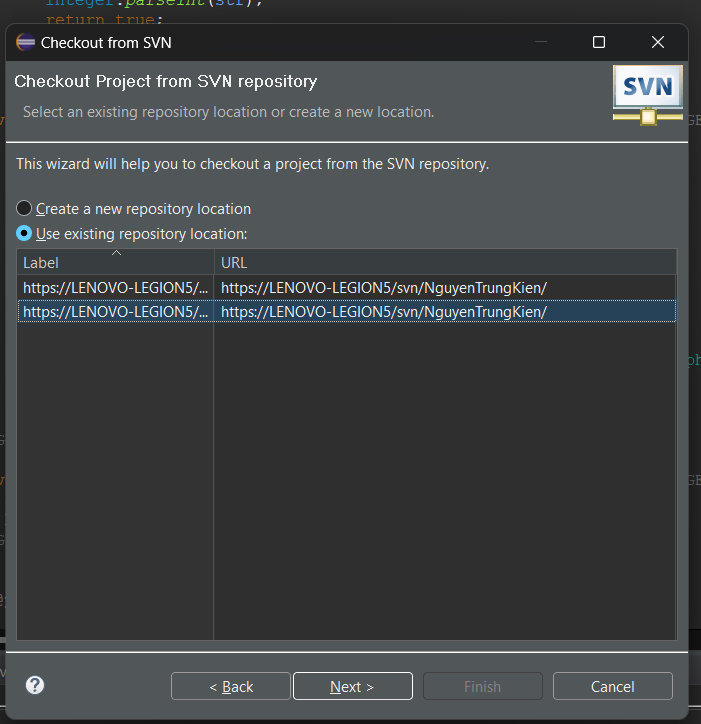 Integer.parseInt(str);
return true;
Checkout from SVN
Checkout Project from SVN repository
Select an existing repository location or create a new location.
SVN
This wizard will help you to checkout a project from the SVN repository.
Create a new repository location
Use existing repository location:
Label URL
https://LENOVO-LEGION5/... https://LENOVO-LEGION5/svn/NguyenTrungKien/
https://LENOVO-LEGION5/... https://LENOVO-LEGION5/svn/NguyenTrungKien/
< Back Next > Finish Cancel